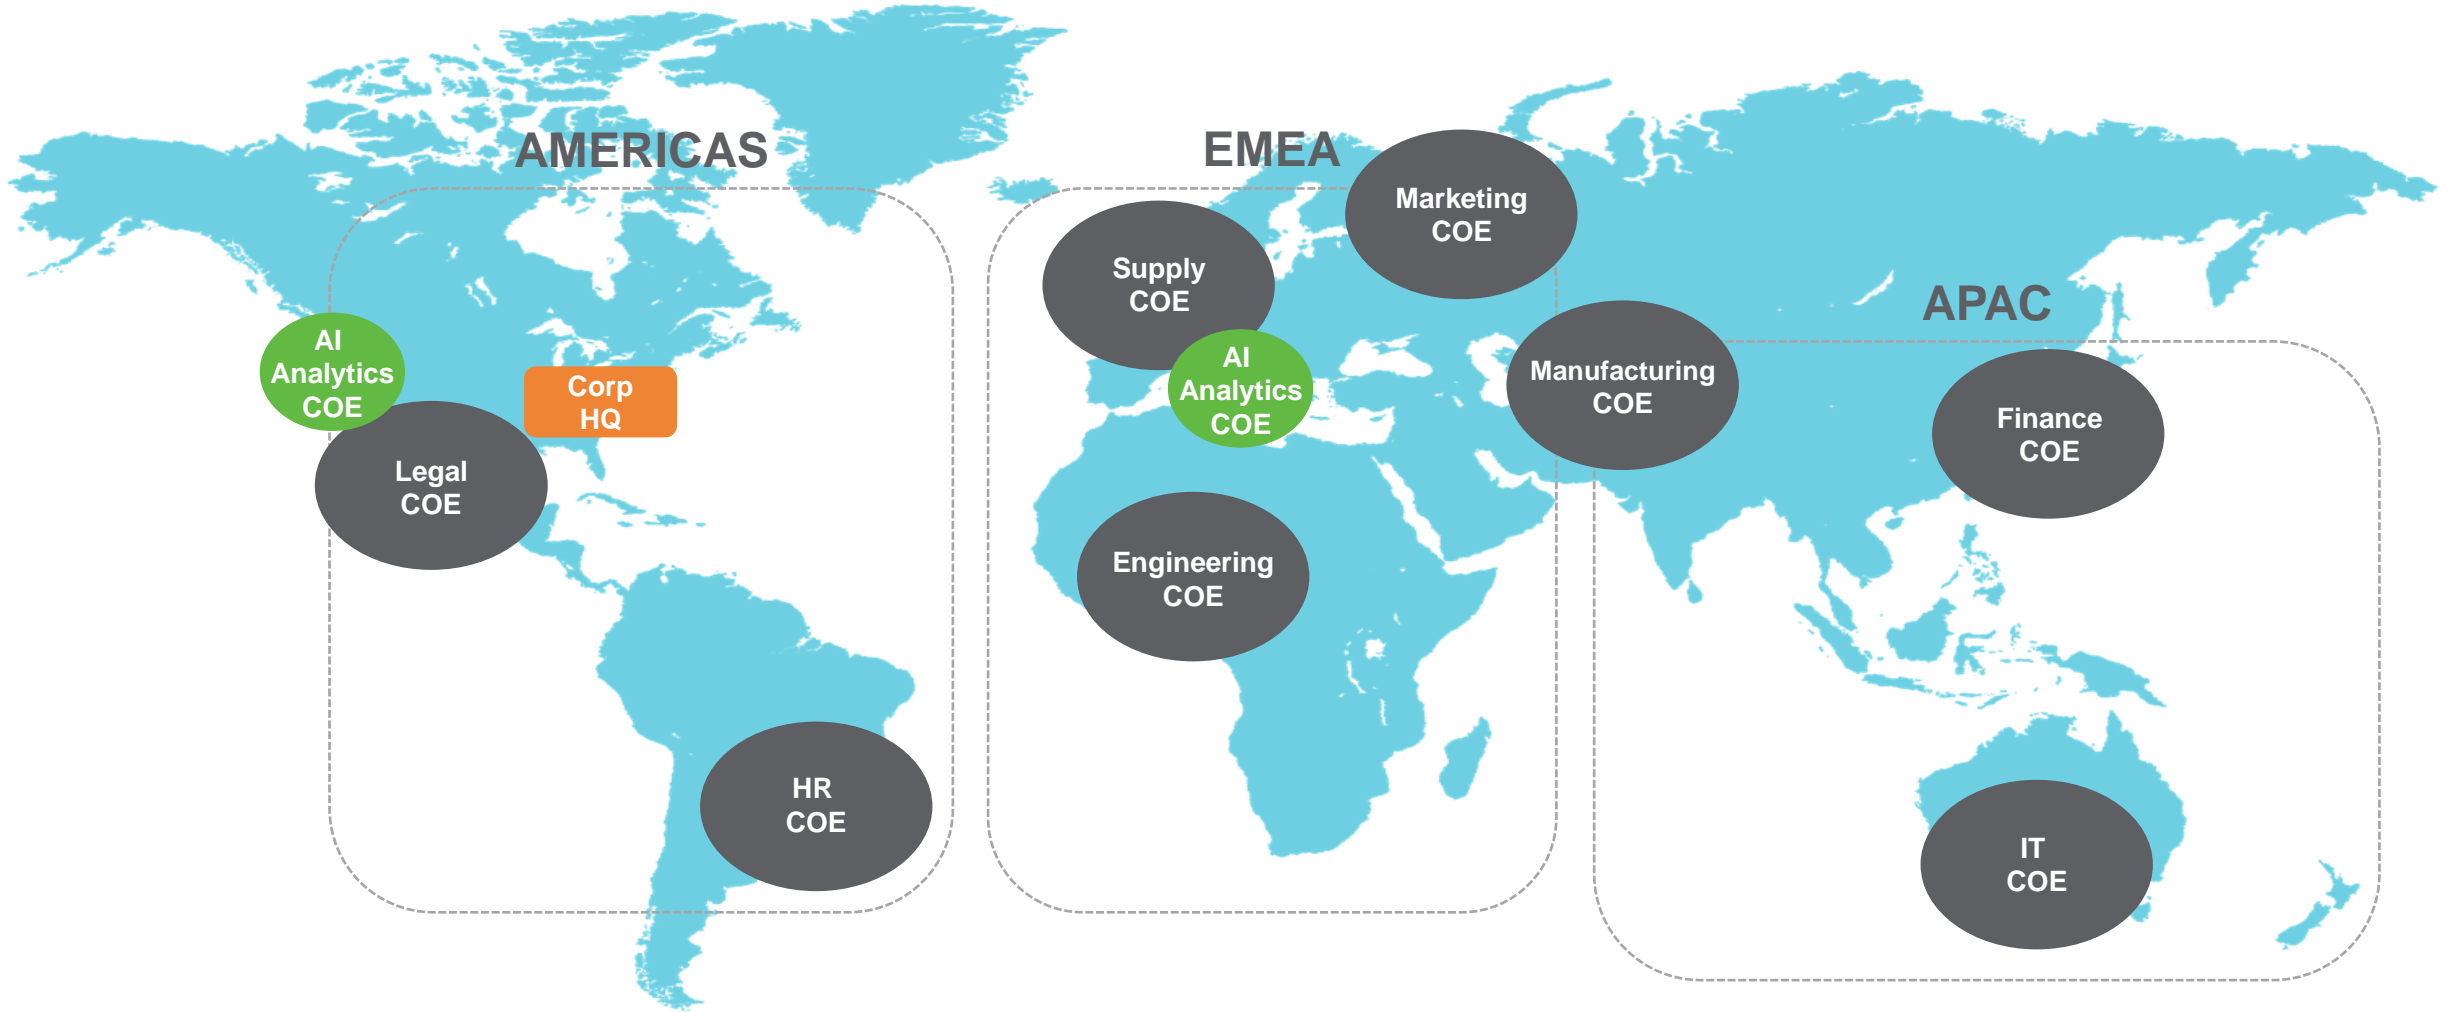 AMERICAS
AI
Analytics
COE
Corp
HQ
Legal
COE
HR
COE
EMEA
Marketing
COE
Supply
COE
AI
Analytics
COE
Engineering
COE
APAC
Manufacturing
COE
Finance
COE
IT
COE